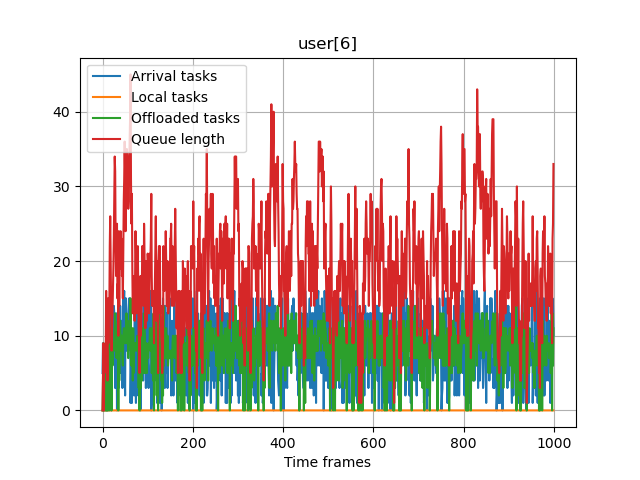 user[6]
Arrival tasks
Local tasks
Offloaded tasks
Queue length
40
30
20
10
0
0 200 400 600 800 1000
Time frames